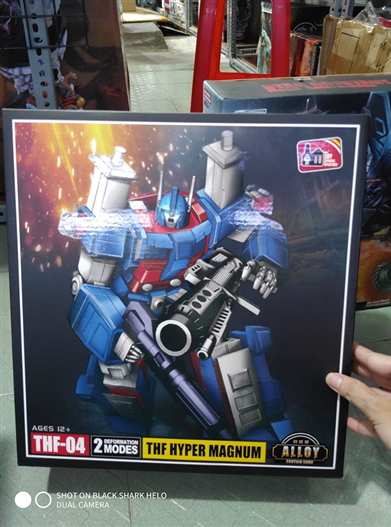 AGES 12+
THF-04
2 DEFORMATION MODES
THF HYPER MAGNUM
ALLOY
SHOT ON BLACK SHARK HELO
DUAL CAMERA